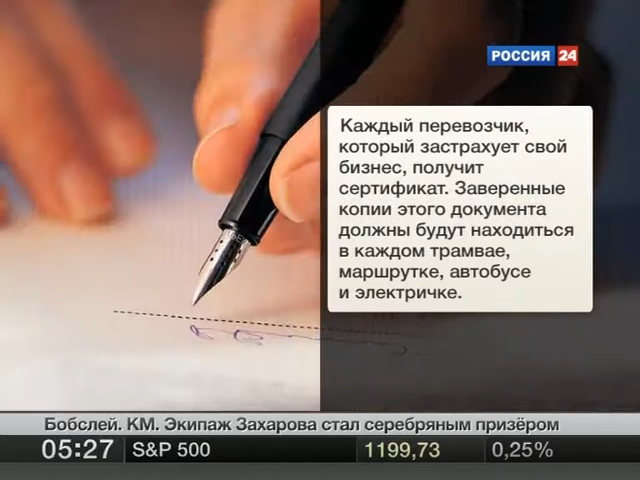 РОССИЯ 24
Каждый перевозчик,
который застрахует свой
бизнес, получит
сертификат. Заверенные
копии этого документа
должны будут находиться
в каждом трамвае,
маршрутке, автобусе
и электричке.
Бобслей. КМ. Экипаж Захарова стал серебряным призёром
05:27 S&P 500 1199,73 0,25%